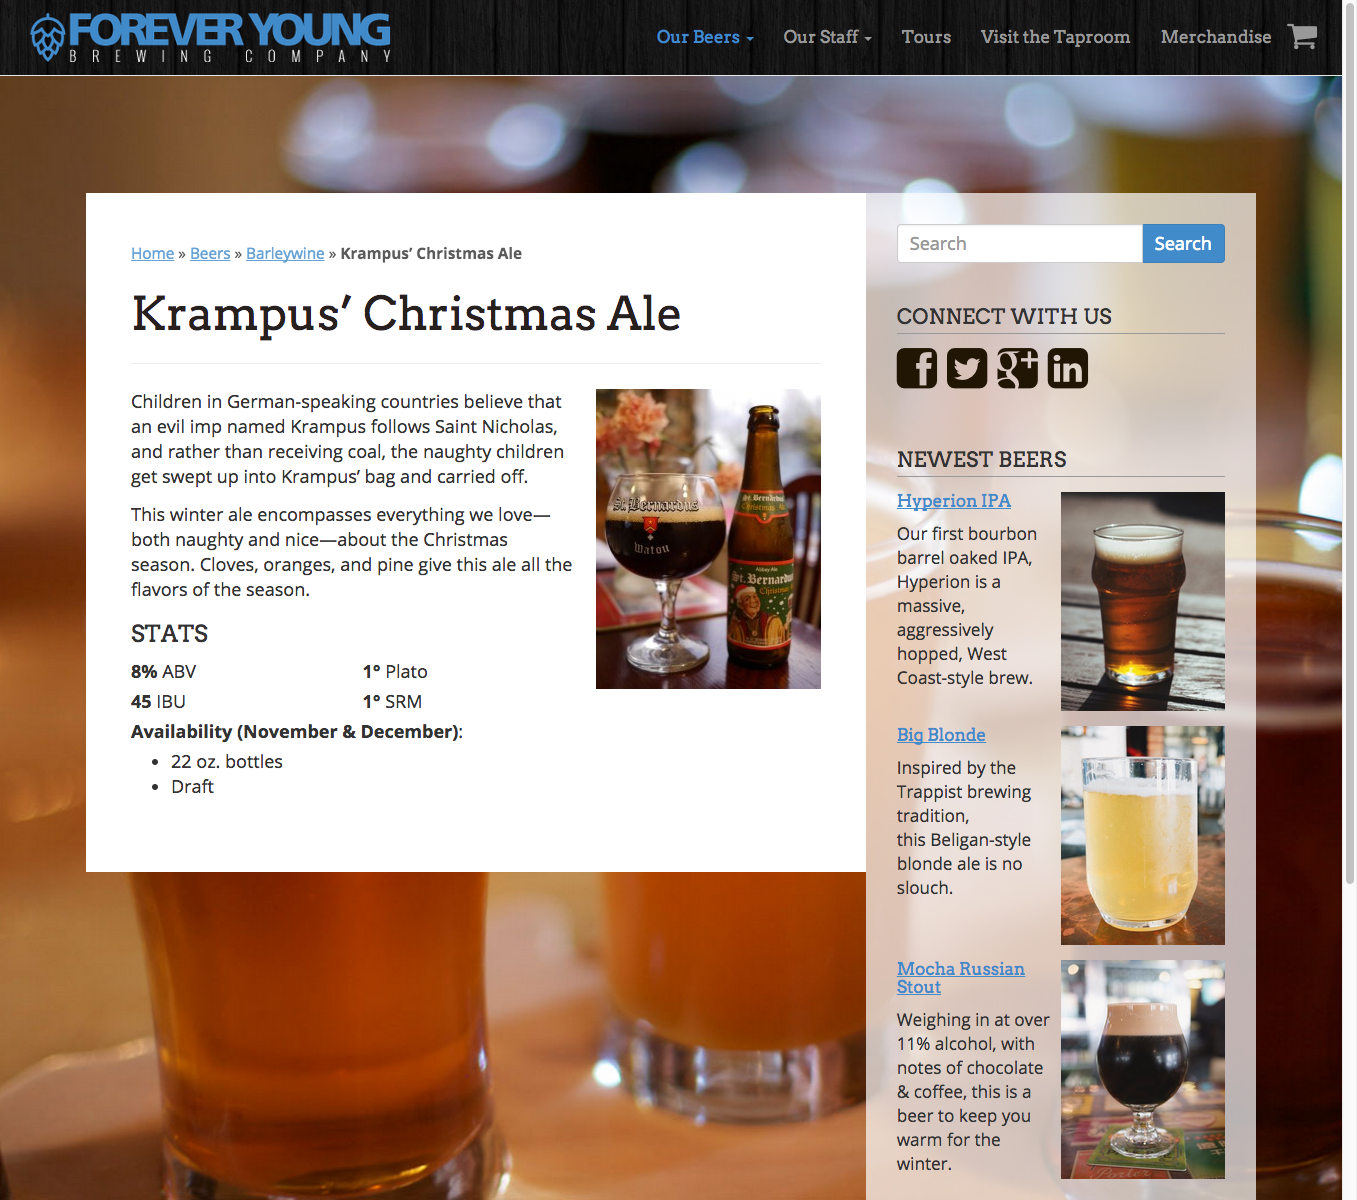 FOREVER YOUNG
BREWING COMPANY
Our Beers
Our Staff
Tours
Visit the Taproom
Merchandise
Home » Beers » Barleywine » Krampus’ Christmas Ale
Krampus’ Christmas Ale
Children in German-speaking countries believe that
an evil imp named Krampus follows Saint Nicholas,
and rather than receiving coal, the naughty children
get swept up into Krampus’ bag and carried off.
This winter ale encompasses everything we love—
both naughty and nice—about the Christmas
season. Cloves, oranges, and pine give this ale all the
flavors of the season.
STATS
8% ABV
1° Plato
45 IBU
1° SRM
Availability (November & December):
• 22 oz. bottles
• Draft
St. Bernardus
Watou
St. Bernardus
Christmas Ale
Abbey Ale
St. Bernardus
Christmas
Search
Search
CONNECT WITH US
NEWEST BEERS
Hyperion IPA
Our first bourbon
barrel oaked IPA,
Hyperion is a
massive,
aggressively
hopped, West
Coast-style brew.
Big Blonde
Inspired by the
Trappist brewing
tradition,
this Beligan-style
blonde ale is no
slouch.
Mocha Russian
Stout
Weighing in at over
11% alcohol, with
notes of chocolate
& coffee, this is a
beer to keep you
warm for the
winter.
Porter